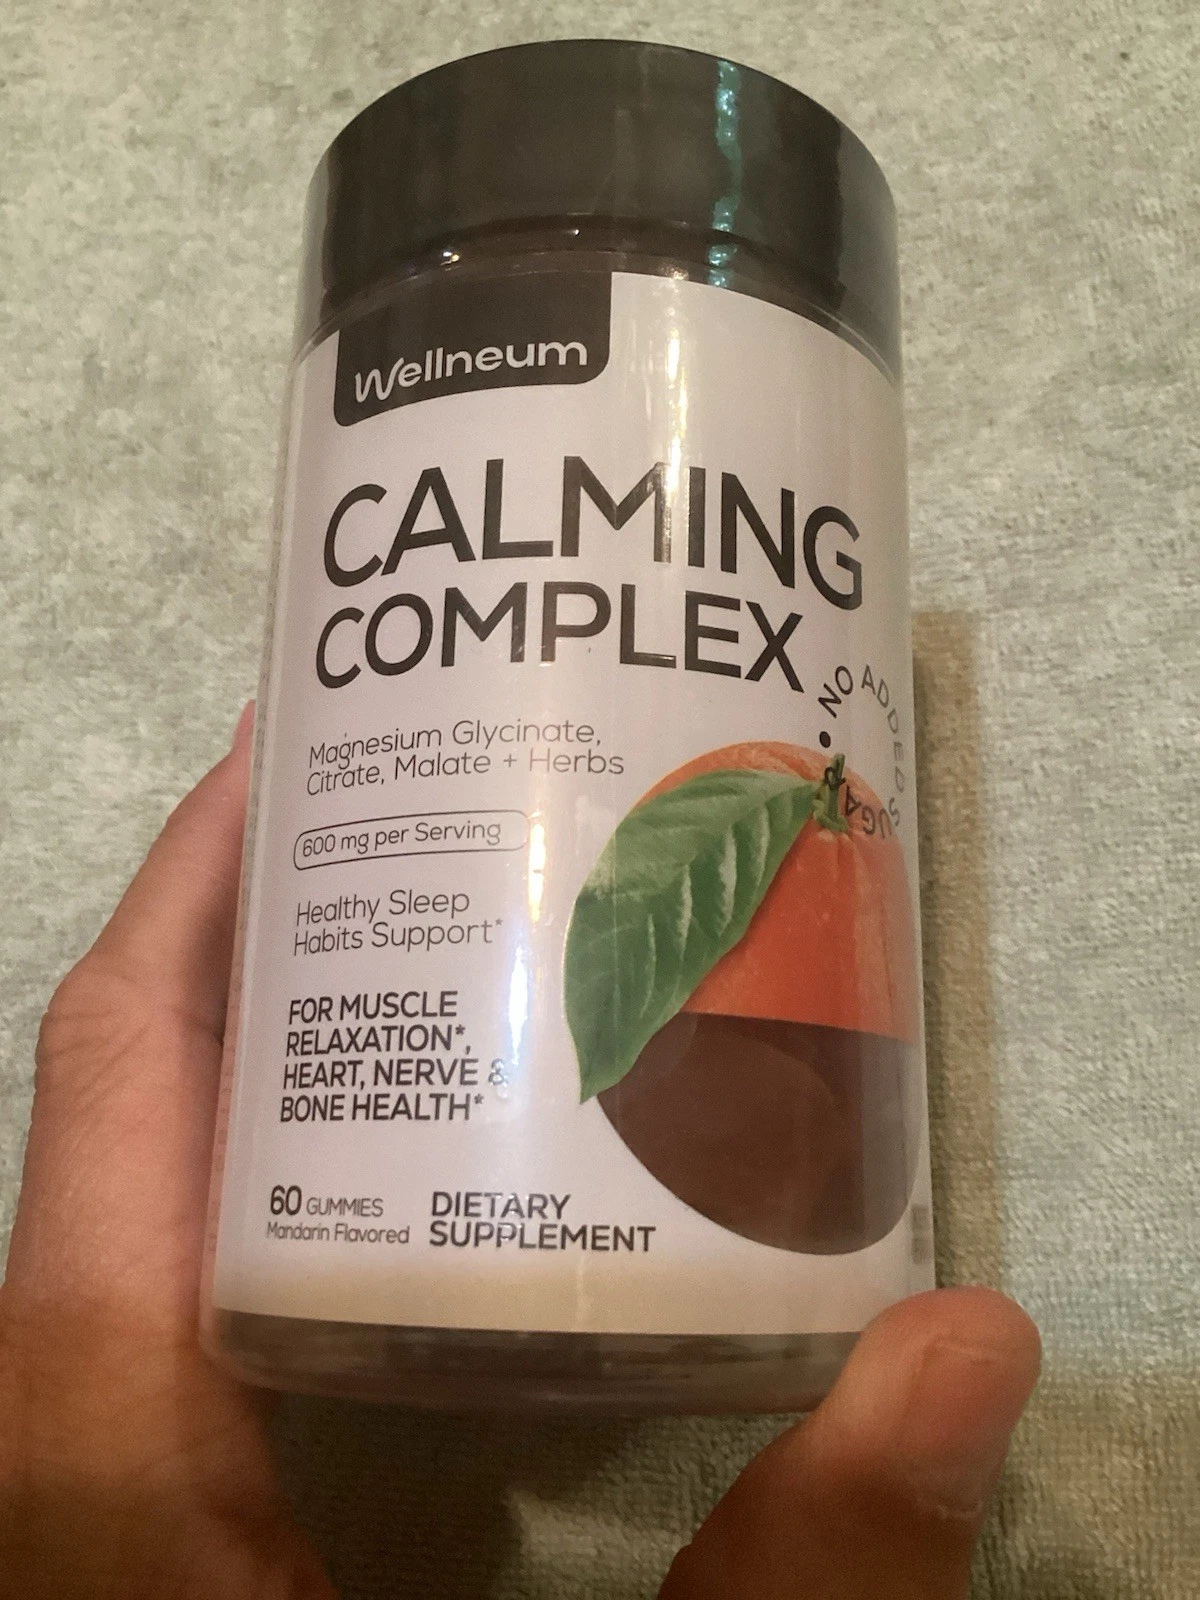 Wellneum
CALMING
COMPLEX
• NO ADDED SUGAR
Magnesium Glycinate,
Citrate, Malate + Herbs
600 mg per Serving
Healthy Sleep
Habits Support*
FOR MUSCLE
RELAXATION*,
HEART, NERVE &
BONE HEALTH*
60 GUMMIES
Mandarin Flavored
DIETARY
SUPPLEMENT